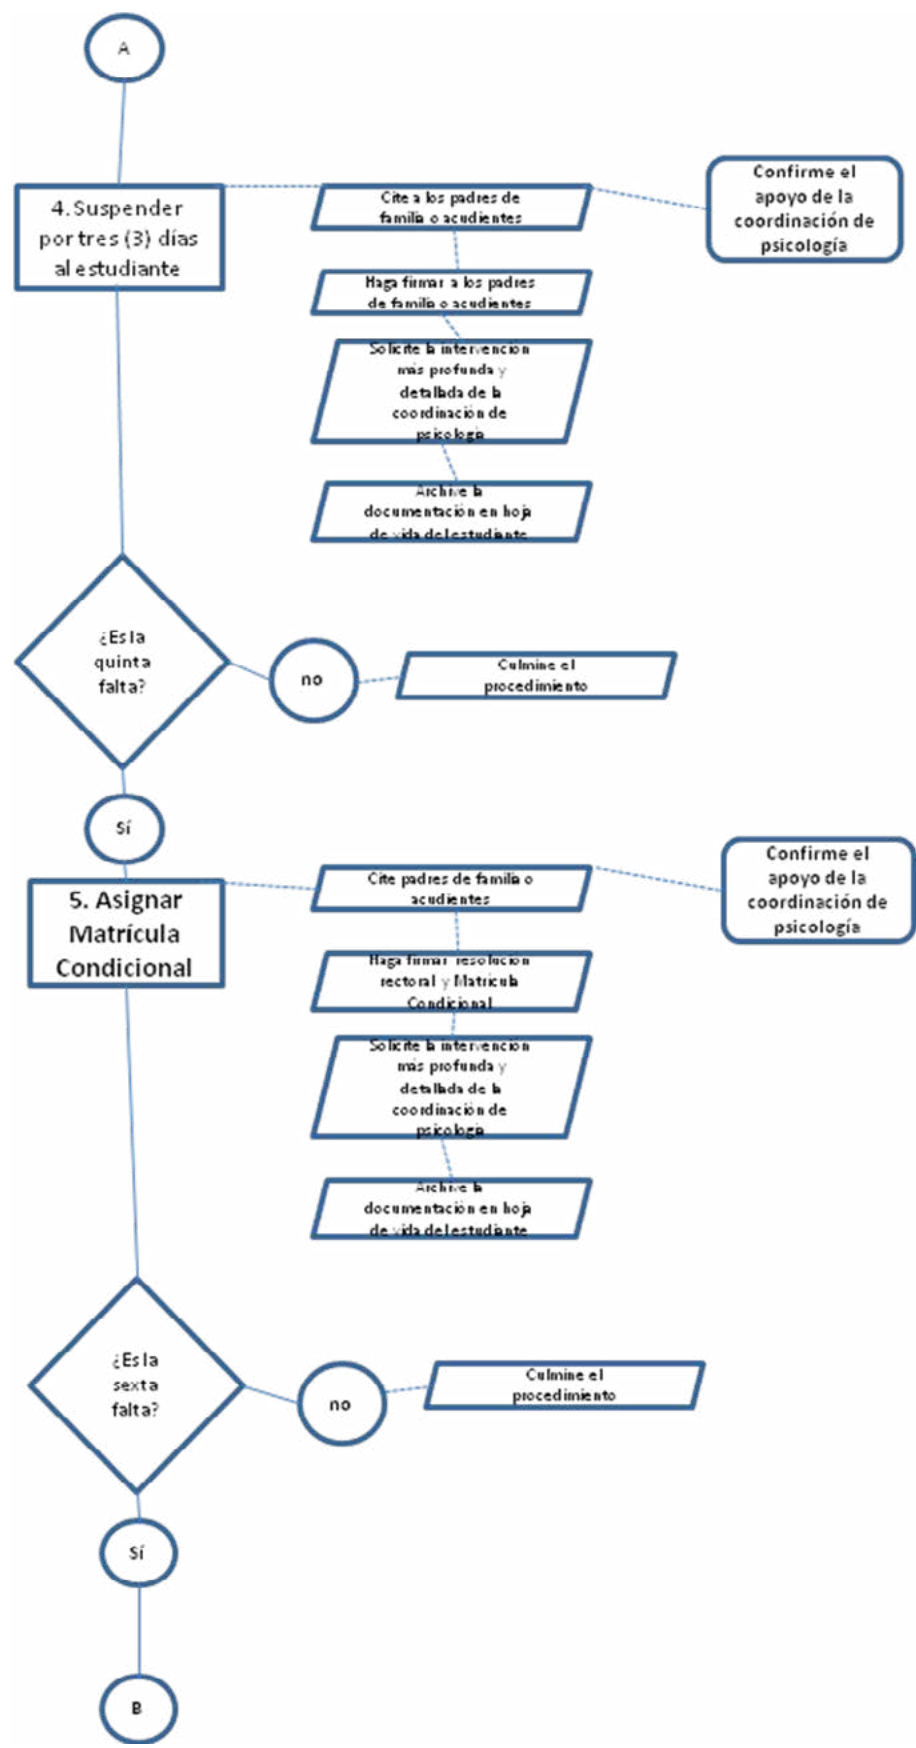 A
4. Suspender
por tres (3) días
al estudiante
Cite a los padres de
familia o acudientes
Confirme el
apoyo de la
coordinación de
psicología
Haga firmar a los padres
de familia o acudientes
Solicite la intervención
más profunda y
detallada de la
coordinación de
psicología
Archive la
documentación en hoja
de vida del estudiante
¿Es la
quinta
falta?
no
Culmine el
procedimiento
Sí
5. Asignar
Matrícula
Condicional
Cite padres de familia o
acudientes
Confirme el
apoyo de la
coordinación de
psicología
Haga firmar resolución
rectoral y Matricula
Condicional
Solicite la intervención
más profunda y
detallada de la
coordinación de
psicología
Archive la
documentación en hoja
de vida del estudiante
¿Es la
sexta
falta?
no
Culmine el
procedimiento
Sí
B